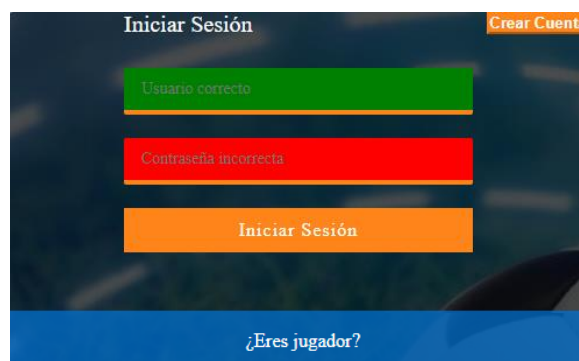 Iniciar Sesión
Crear Cuent
Usuario correcto
Contraseña incorrecta
Iniciar Sesión
¿Eres jugador?